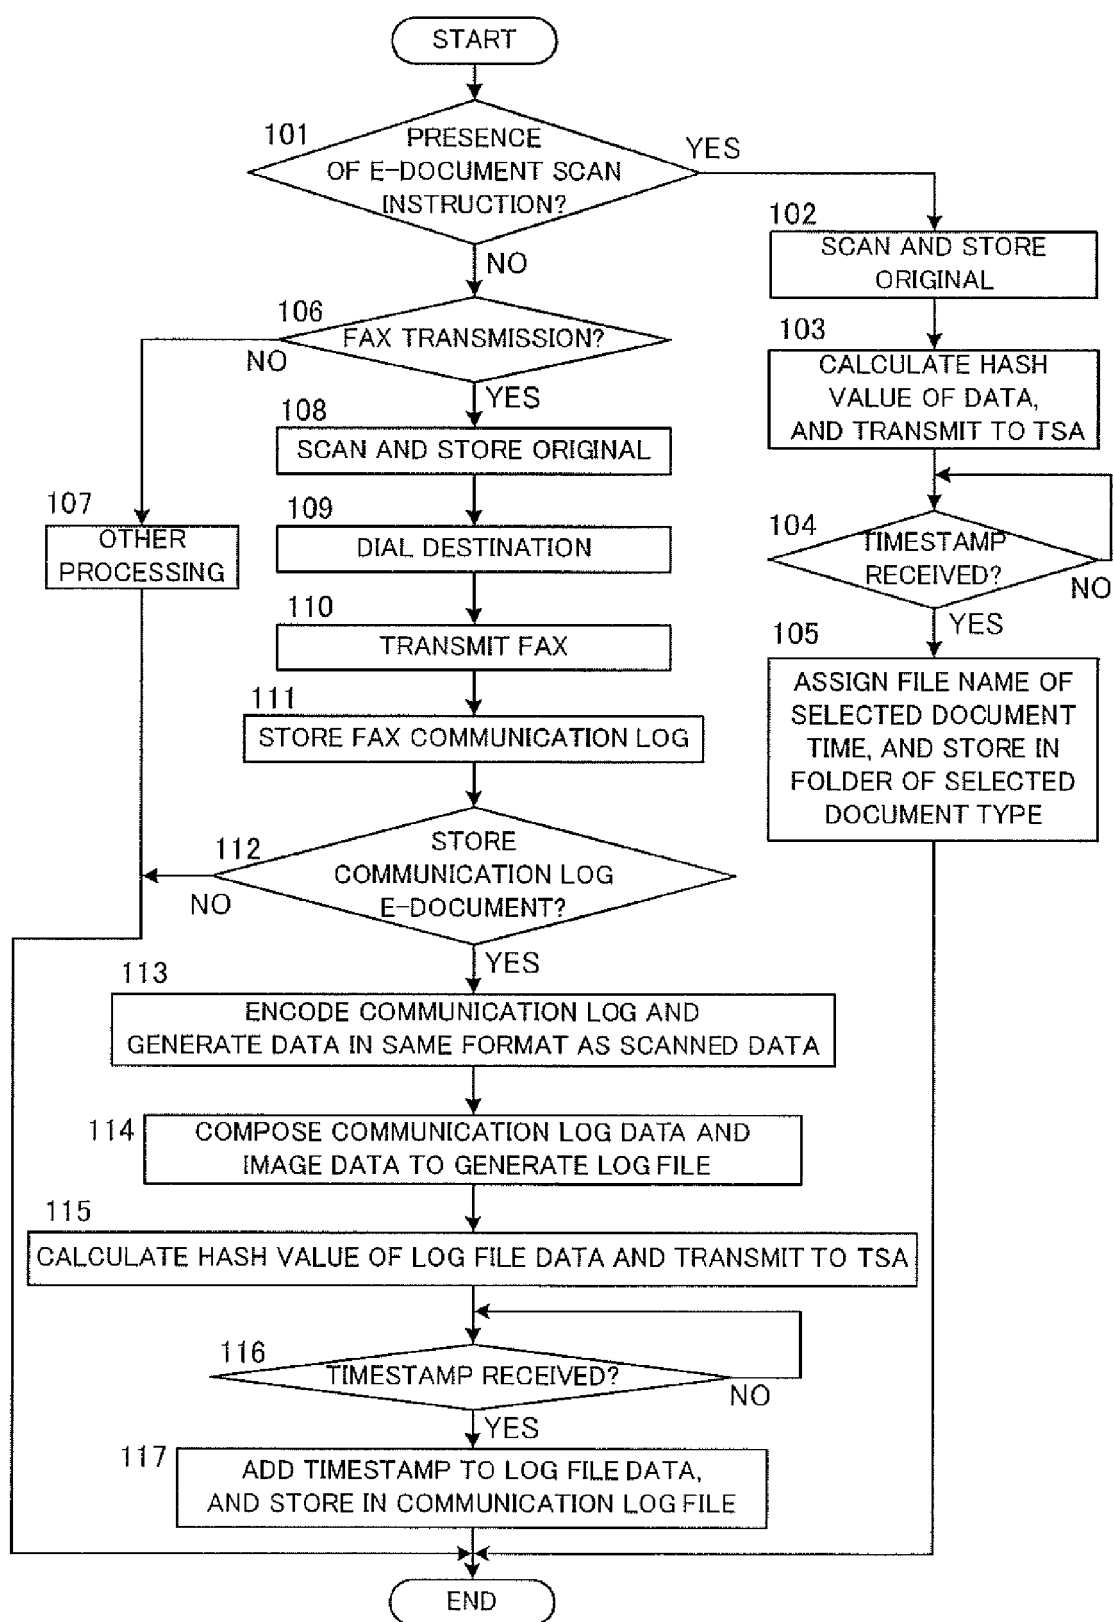 START
101
PRESENCE
OF E-DOCUMENT SCAN
INSTRUCTION?
YES
NO
102
SCAN AND STORE
ORIGINAL
103
CALCULATE HASH
VALUE OF DATA,
AND TRANSMIT TO TSA
104
TIMESTAMP
RECEIVED?
NO
YES
105
ASSIGN FILE NAME OF
SELECTED DOCUMENT
TIME, AND STORE IN
FOLDER OF SELECTED
DOCUMENT TYPE
106
FAX TRANSMISSION?
NO
YES
107
OTHER
PROCESSING
108
SCAN AND STORE ORIGINAL
109
DIAL DESTINATION
110
TRANSMIT FAX
111
STORE FAX COMMUNICATION LOG
112
STORE
COMMUNICATION LOG
E-DOCUMENT?
NO
YES
113
ENCODE COMMUNICATION LOG AND
GENERATE DATA IN SAME FORMAT AS SCANNED DATA
114
COMPOSE COMMUNICATION LOG DATA AND
IMAGE DATA TO GENERATE LOG FILE
115
CALCULATE HASH VALUE OF LOG FILE DATA AND TRANSMIT TO TSA
116
TIMESTAMP RECEIVED?
NO
YES
117
ADD TIMESTAMP TO LOG FILE DATA,
AND STORE IN COMMUNICATION LOG FILE
END